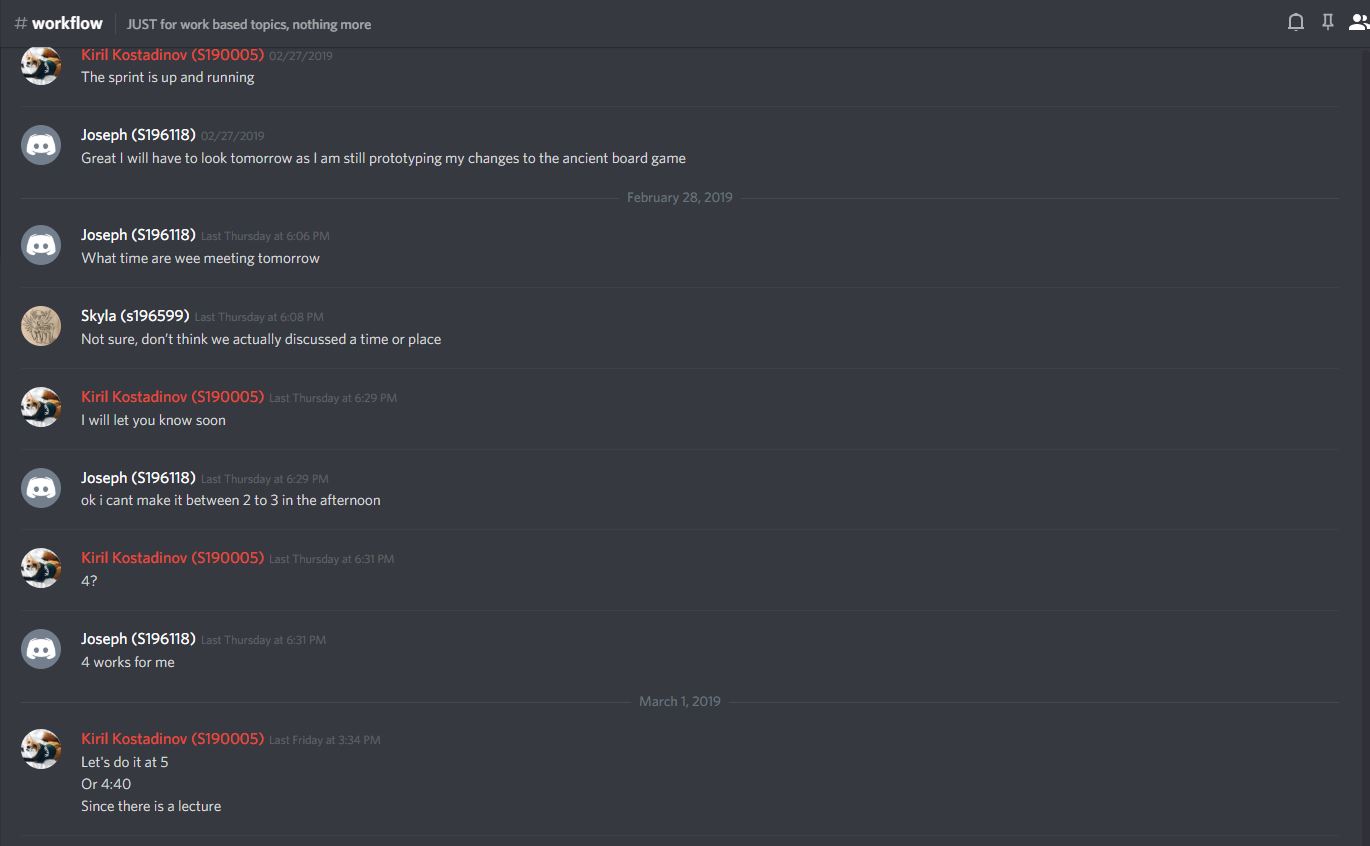 # workflow JUST for work based topics, nothing more
Kiril Kostadinov (S190005) 02/27/2019
The sprint is up and running
Joseph (S196118) 02/27/2019
Great I will have to look tomorrow as I am still prototyping my changes to the ancient board game
February 28, 2019
Joseph (S196118) Last Thursday at 6:06 PM
What time are wee meeting tomorrow
Skyla (s196599) Last Thursday at 6:08 PM
Not sure, don't think we actually discussed a time or place
Kiril Kostadinov (S190005) Last Thursday at 6:29 PM
I will let you know soon
Joseph (S196118) Last Thursday at 6:29 PM
ok i cant make it between 2 to 3 in the afternoon
Kiril Kostadinov (S190005) Last Thursday at 6:31 PM
4?
Joseph (S196118) Last Thursday at 6:31 PM
4 works for me
March 1, 2019
Kiril Kostadinov (S190005) Last Friday at 3:34 PM
Let's do it at 5
Or 4:40
Since there is a lecture